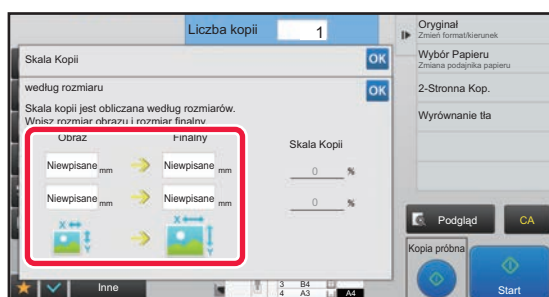 Liczba kopii 1
Skala Kopii OK
według rozmiaru OK
Skala kopii jest obliczana według rozmiarów.
Wpisz rozmiar obrazu i rozmiar finalny.
Obraz Finalny
Skala Kopii
Niewpisane mm Niewpisane mm 0 %
Niewpisane mm Niewpisane mm 0 %
X X
Y Y
Inne
3 B4
4 A3 A4
Oryginał
Zmień format/kierunek
Wybór Papieru
Zmiana podajnika papieru
2-Stronna Kop.
Wyrównanie tła
Podgląd CA
Kopia próbna
Start